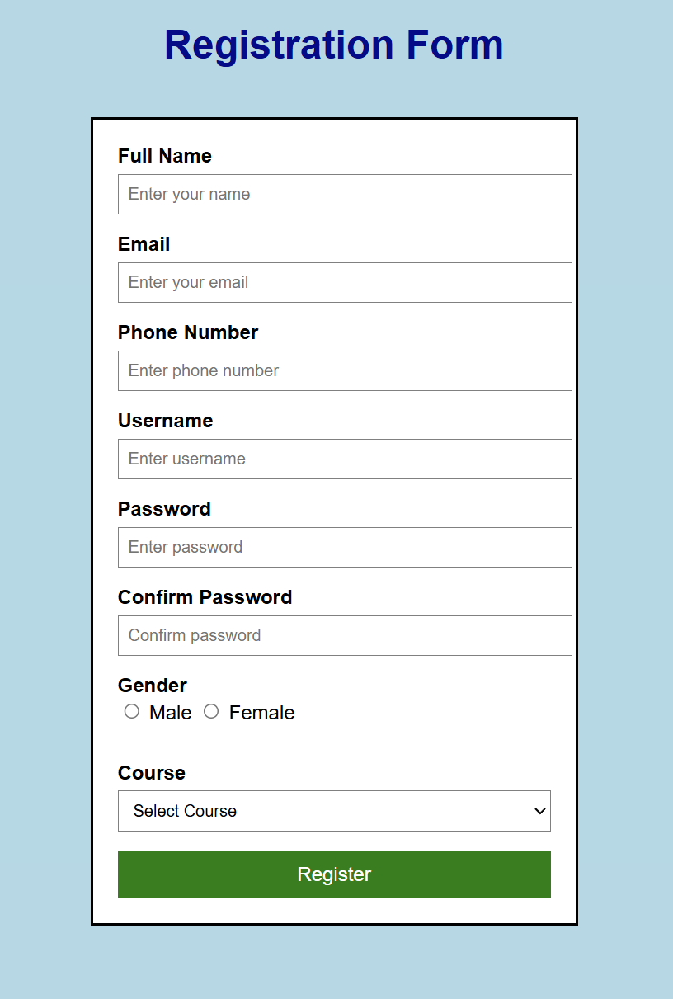 Registration Form
Full Name
Enter your name
Email
Enter your email
Phone Number
Enter phone number
Username
Enter username
Password
Enter password
Confirm Password
Confirm password
Gender
Male Female
Course
Select Course
Register